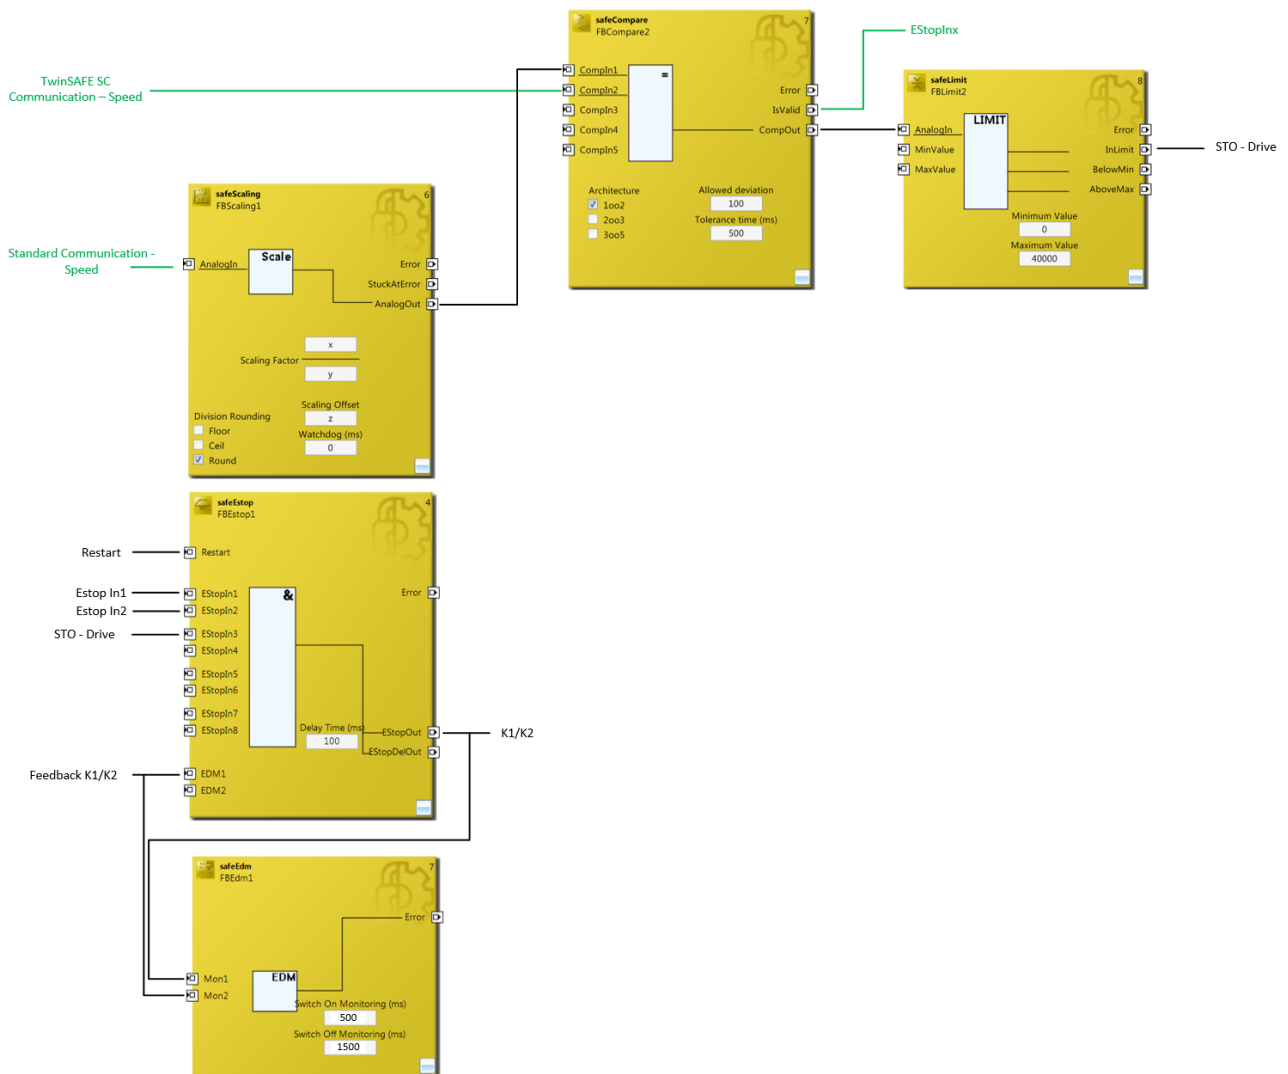 safeCompare
7
FBCompare2
EStopInx
TwinSAFE SC
Communication – Speed
CompIn1
CompIn2
CompIn3
CompIn4
CompIn5
=
Error
IsValid
CompOut
Architecture
1oo2
2oo3
3oo5
Allowed deviation
100
Tolerance time (ms)
500
safeLimit
8
FBLimit2
AnalogIn
MinValue
MaxValue
LIMIT
Error
InLimit
BelowMin
AboveMax
STO - Drive
Minimum Value
0
Maximum Value
40000
safeScaling
6
FBScaling1
Standard Communication -
Speed
AnalogIn
Scale
Error
StuckAtError
AnalogOut
Scaling Factor
x
y
Scaling Offset
z
Watchdog (ms)
0
Division Rounding
Floor
Ceil
Round
safeEstop
4
FBEstop1
Restart
Restart
Estop In1
EStopIn1
Estop In2
EStopIn2
STO - Drive
EStopIn3
EStopIn4
EStopIn5
EStopIn6
EStopIn7
EStopIn8
&
Error
Delay Time (ms)
100
EStopOut
EStopDelOut
K1/K2
Feedback K1/K2
EDM1
EDM2
safeEdm
7
FBEdm1
Error
Mon1
Mon2
EDM
Switch On Monitoring (ms)
500
Switch Off Monitoring (ms)
1500